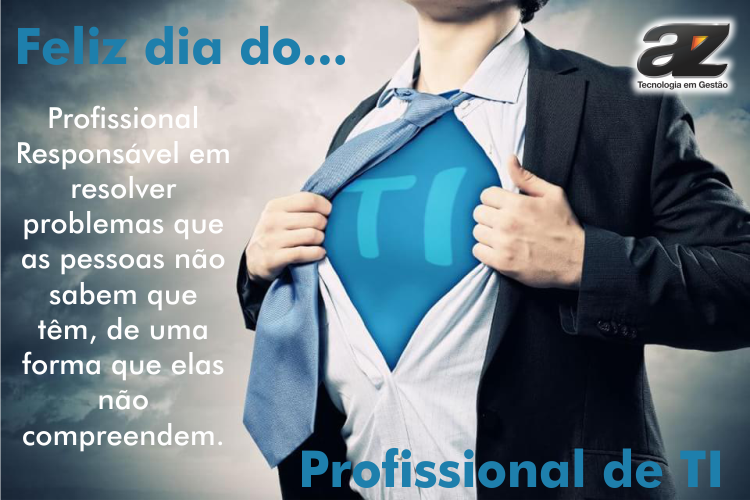 Feliz dia do...
az
Tecnologia em Gestão
Profissional
Responsável em
resolver
problemas que
as pessoas não
sabem que
têm, de uma
forma que elas
não
compreendem.
TI
Profissional de TI